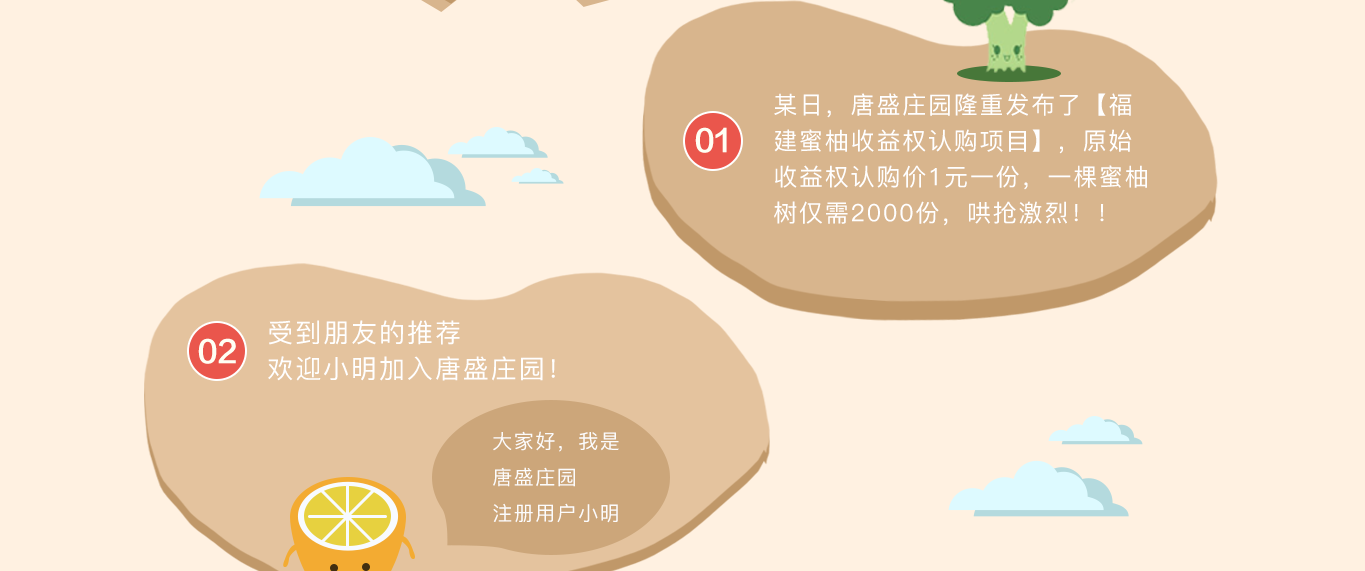 01
某日，唐盛庄园隆重发布了【福
建蜜柚收益权认购项目】，原始
收益权认购价1元一份，一棵蜜柚
树仅需2000份，哄抢激烈！！
02
受到朋友的推荐
欢迎小明加入唐盛庄园！
大家好，我是
唐盛庄园
注册用户小明